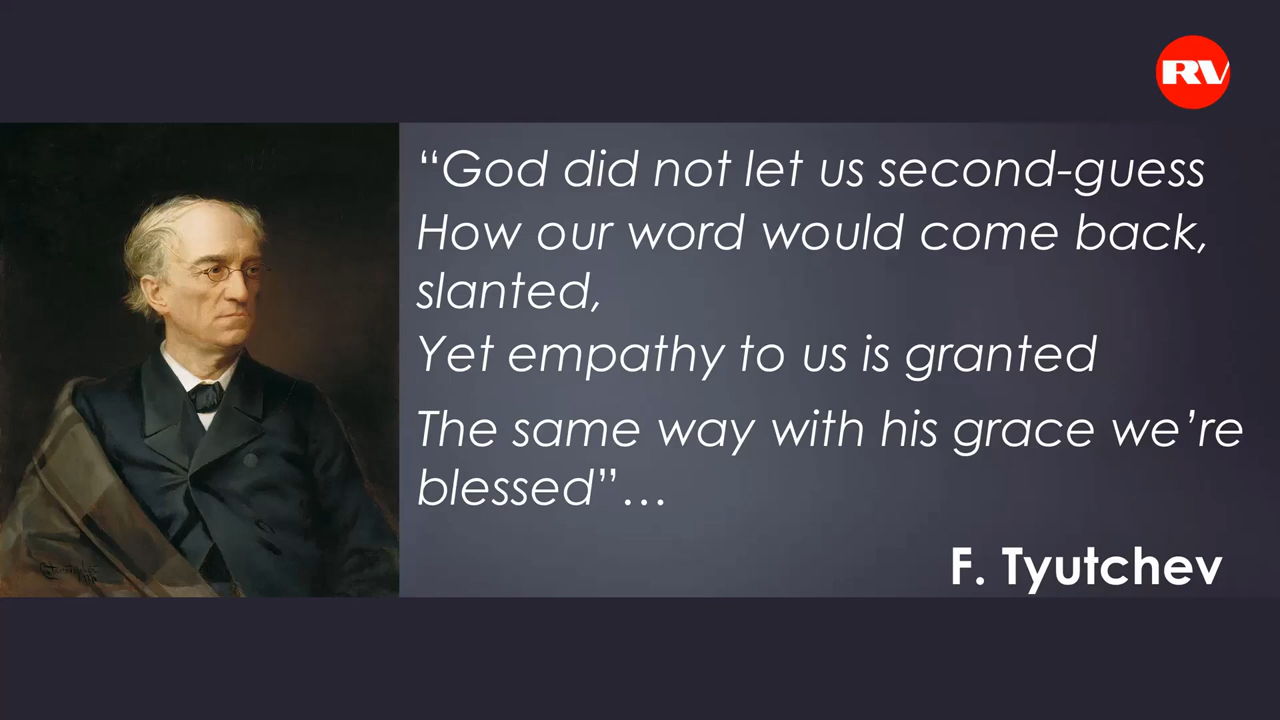 RV
“God did not let us second-guess
How our word would come back,
slanted,
Yet empathy to us is granted
The same way with his grace we’re
blessed”…
F. Tyutchev